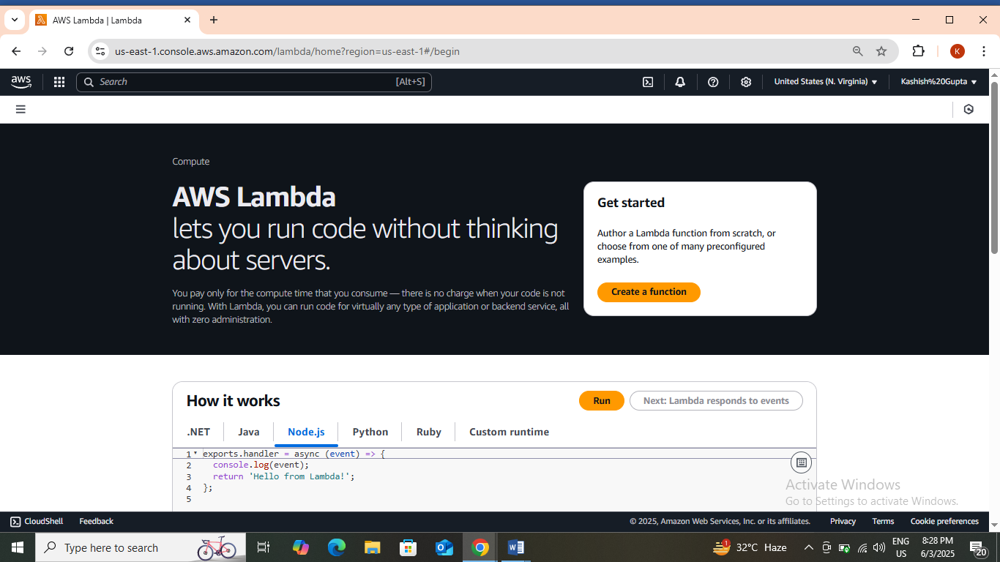 AWS Lambda | Lambda
us-east-1.console.aws.amazon.com/lambda/home?region=us-east-1#/begin
K
aws
Search
[Alt+S]
United States (N. Virginia)
Kashish%20Gupta
Compute
AWS Lambda
lets you run code without thinking
about servers.
You pay only for the compute time that you consume — there is no charge when your code is not
running. With Lambda, you can run code for virtually any type of application or backend service, all
with zero administration.
Get started
Author a Lambda function from scratch, or
choose from one of many preconfigured
examples.
Create a function
How it works
Run
Next: Lambda responds to events
.NET
Java
Node.js
Python
Ruby
Custom runtime
1 exports.handler = async (event) => {
2 console.log(event);
3 return 'Hello from Lambda!';
4 };
5
Activate Windows
Go to Settings to activate Windows.
CloudShell
Feedback
© 2025, Amazon Web Services, Inc. or its affiliates.
Privacy
Terms
Cookie preferences
Type here to search
1
32°C Haze
ENG
US
8:28 PM
6/3/2025
20